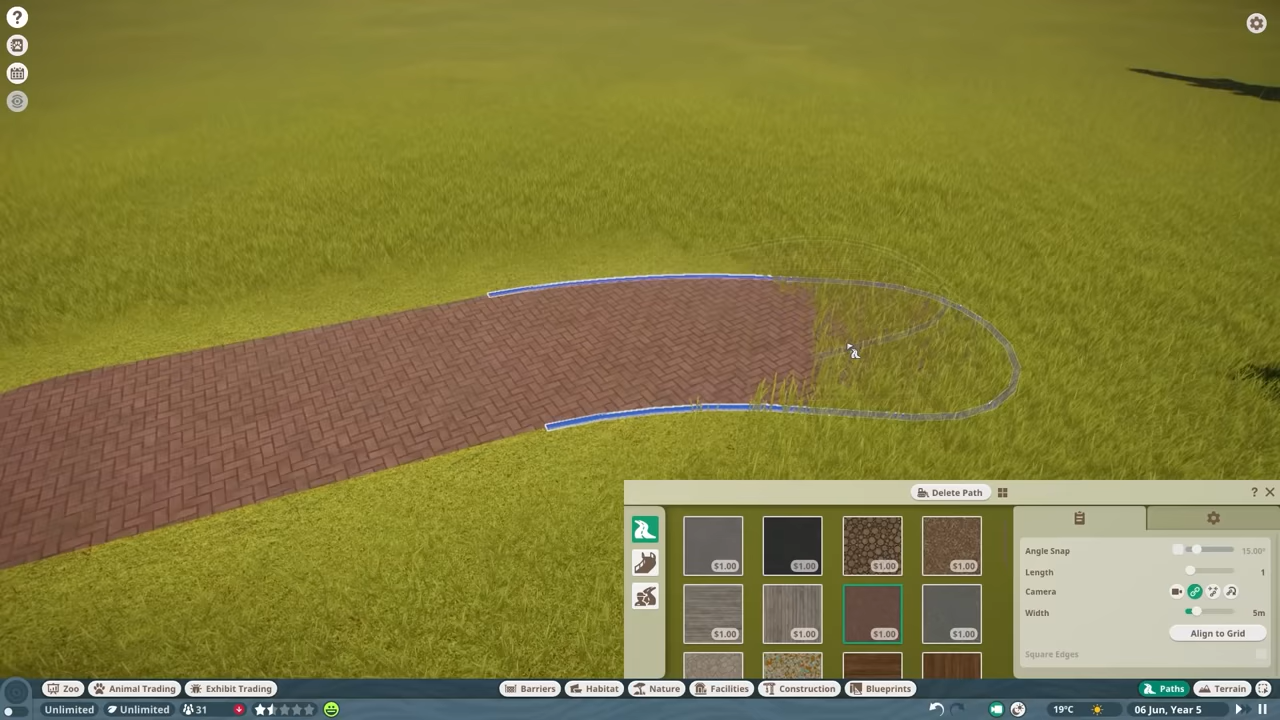 ?
Delete Path
? ×
$1.00 $1.00 $1.00 $1.00
$1.00 $1.00 $1.00 $1.00
Angle Snap 15.00°
Length 1
Camera
Width 5m
Align to Grid
Square Edges
Zoo Animal Trading Exhibit Trading Barriers Habitat Nature Facilities Construction Blueprints Paths Terrain
Unlimited Unlimited 31 19°C 06 Jun, Year 5